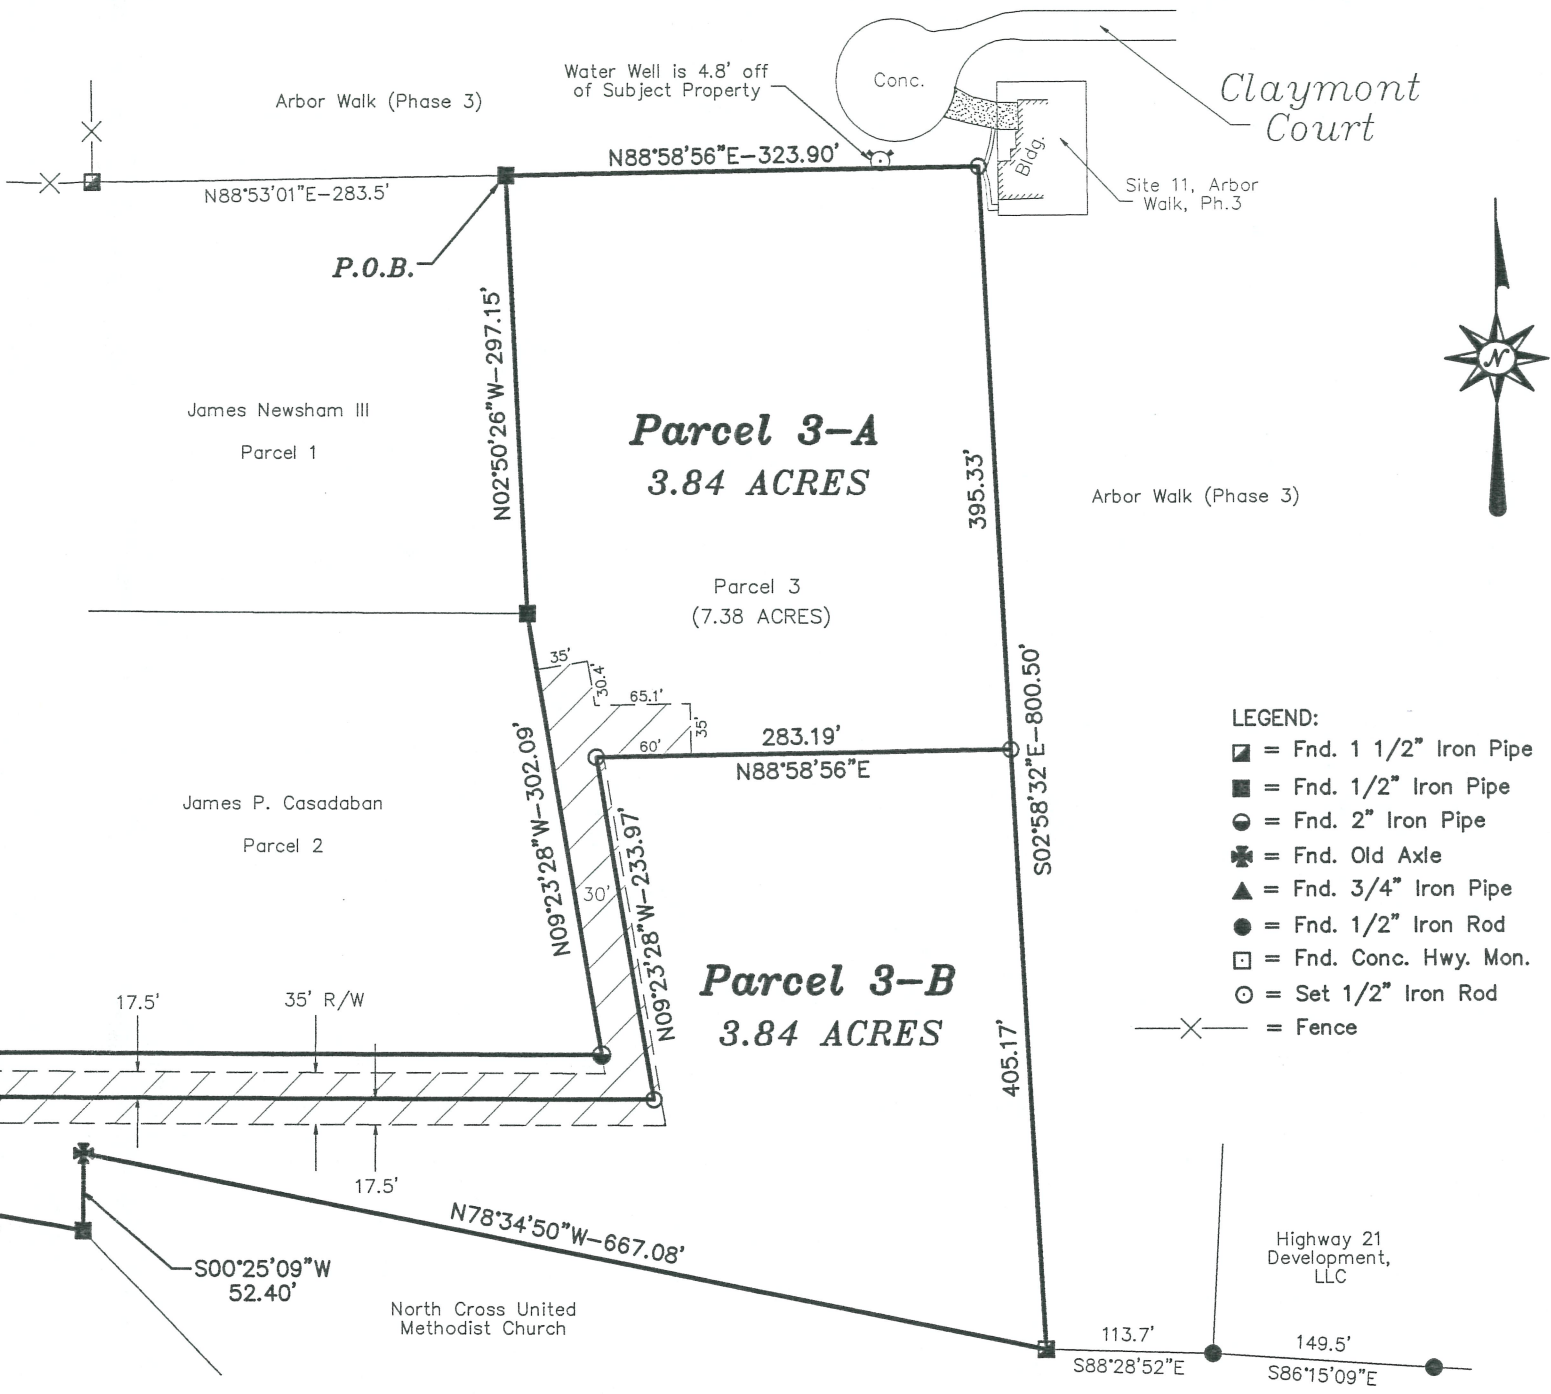 Water Well is 4.8' off
of Subject Property
Arbor Walk (Phase 3)
Conc.
Claymont
Court
N88°58'56"E-323.90'
N88°53'01"E-283.5'
Bldg.
Site 11, Arbor
Walk, Ph.3
P.O.B.
N
N02°50'26"W-297.15'
James Newsham III
Parcel 1
Parcel 3-A
3.84 ACRES
395.33'
Arbor Walk (Phase 3)
Parcel 3
(7.38 ACRES)
35'
30.4'
65.1'
35'
60'
283.19'
N88°58'56"E
S02°58'32"E-800.50'
N09°23'28"W-302.09'
James P. Casadaban
Parcel 2
30'
N09°23'28"W-233.97'
Parcel 3-B
3.84 ACRES
405.17'
LEGEND:
= Fnd. 1 1/2" Iron Pipe
= Fnd. 1/2" Iron Pipe
= Fnd. 2" Iron Pipe
= Fnd. Old Axle
= Fnd. 3/4" Iron Pipe
= Fnd. 1/2" Iron Rod
= Fnd. Conc. Hwy. Mon.
= Set 1/2" Iron Rod
= Fence
17.5'
35' R/W
17.5'
N78°34'50"W-667.08'
S00°25'09"W
52.40'
North Cross United
Methodist Church
Highway 21
Development,
LLC
113.7'
S88°28'52"E
149.5'
S86°15'09"E